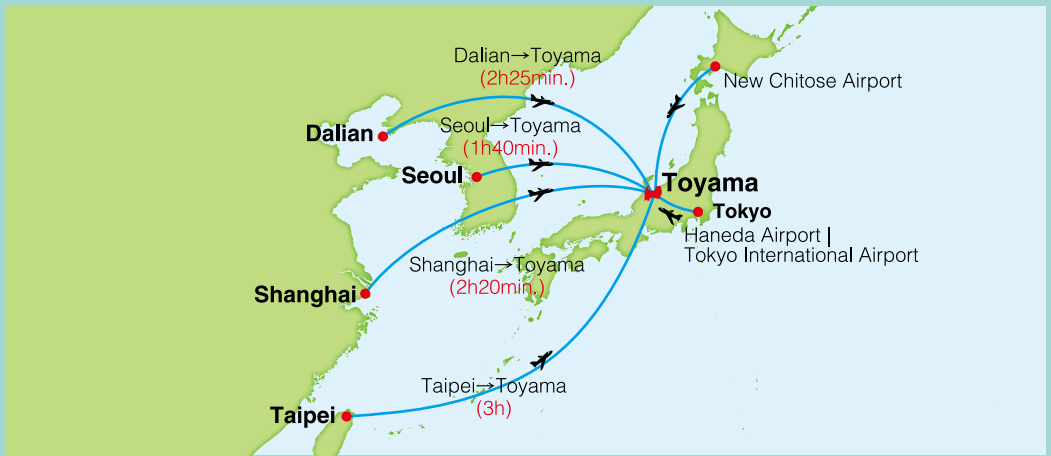 Dalian→Toyama
(2h25min.)
New Chitose Airport
Dalian
Seoul→Toyama
(1h40min.)
Seoul
Toyama
Tokyo
Haneda Airport |
Tokyo International Airport
Shanghai→Toyama
(2h20min.)
Shanghai
Taipei→Toyama
(3h)
Taipei